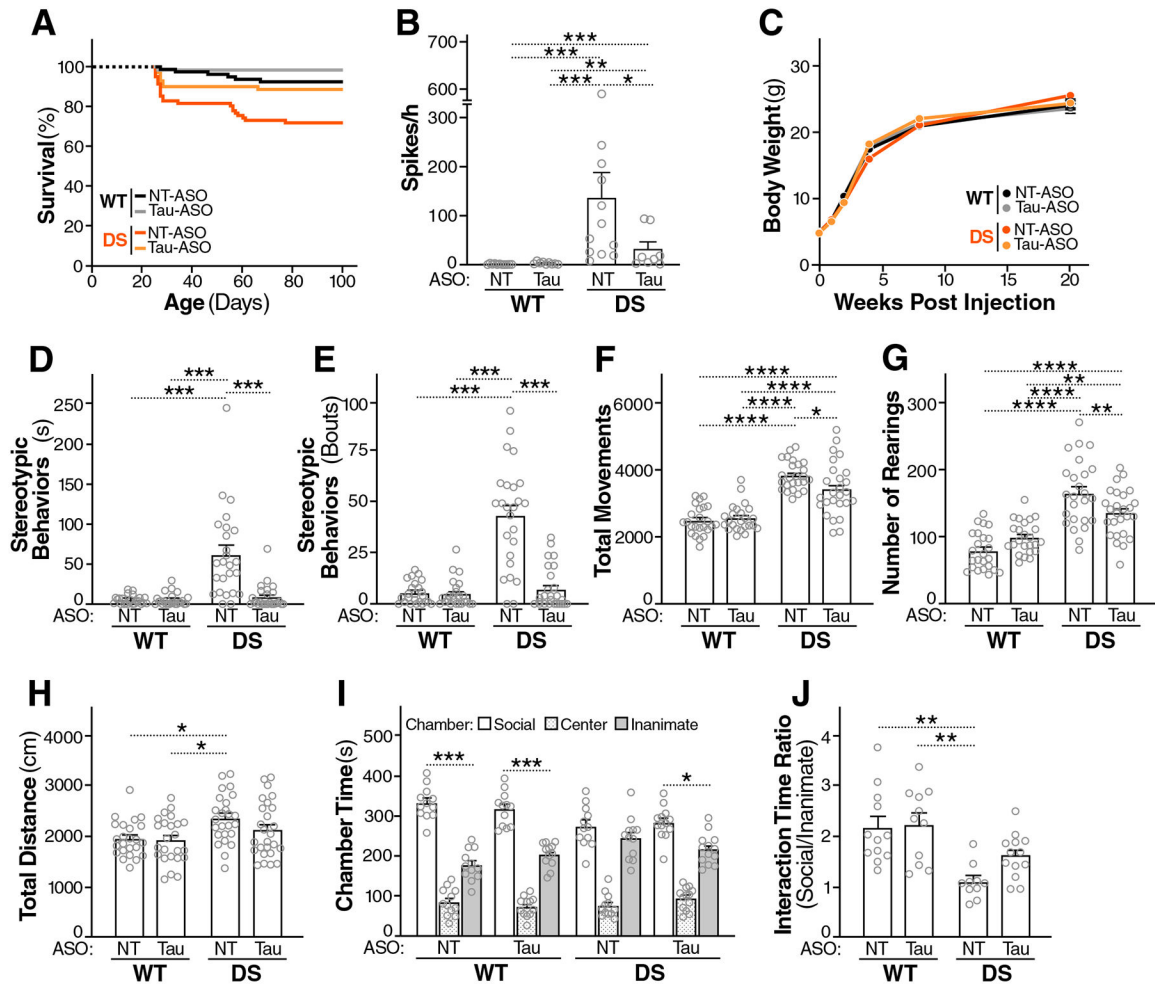 A
Survival (%)
100
80
60
40
20
0
0 20 40 60 80 100
Age (Days)
WT NT-ASO
Tau-ASO
DS NT-ASO
Tau-ASO
B
Spikes/h
700
600
300
200
100
0
***
***
**
*** *
ASO: NT Tau NT Tau
WT DS
C
Body Weight (g)
30
20
10
0
0 5 10 15 20
Weeks Post Injection
WT NT-ASO
Tau-ASO
DS NT-ASO
Tau-ASO
D
Stereotypic
Behaviors (s)
250
200
150
100
50
0
***
*** ***
ASO: NT Tau NT Tau
WT DS
E
Stereotypic
Behaviors (Bouts)
100
75
50
25
0
***
*** ***
ASO: NT Tau NT Tau
WT DS
F
Total Movements
6000
4000
2000
0
****
****
****
**** *
ASO: NT Tau NT Tau
WT DS
G
Number of Rearings
300
200
100
0
****
**
****
**** **
ASO: NT Tau NT Tau
WT DS
H
Total Distance (cm)
4000
3000
2000
1000
0
*
*
ASO: NT Tau NT Tau
WT DS
I
Chamber: Social Center Inanimate
Chamber Time (s)
500
400
300
200
100
0
*** *** *
ASO: NT Tau NT Tau
WT DS
J
Interaction Time Ratio
(Social/Inanimate)
4
3
2
1
0
**
**
ASO: NT Tau NT Tau
WT DS